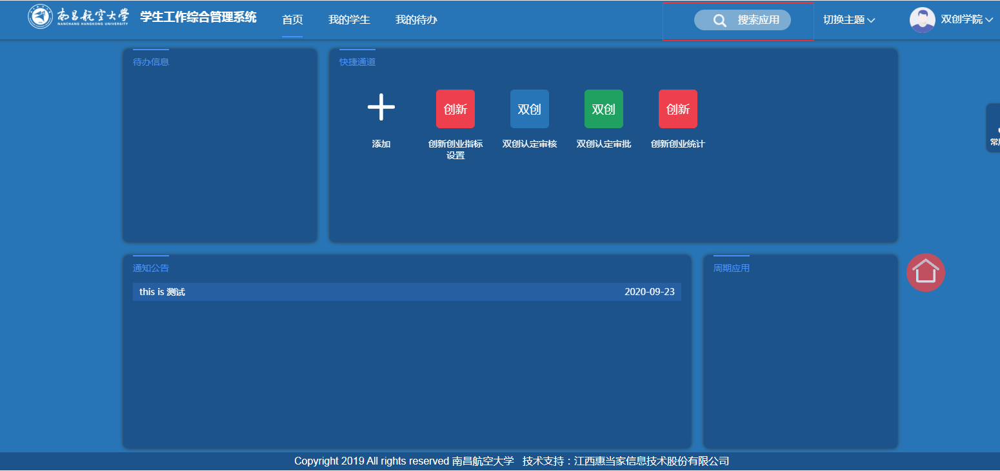 南昌航空大学
NANCHANG HANGKONG UNIVERSITY
学生工作综合管理系统
首页
我的学生
我的待办
搜索应用
切换主题
双创学院
待办信息
快捷通道
创新
双创
双创
创新
添加
创新创业指标
设置
双创认定审核
双创认定审批
创新创业统计
通知公告
this is 测试
2020-09-23
周期应用
Copyright 2019 All rights reserved 南昌航空大学 技术支持：江西惠当家信息技术股份有限公司